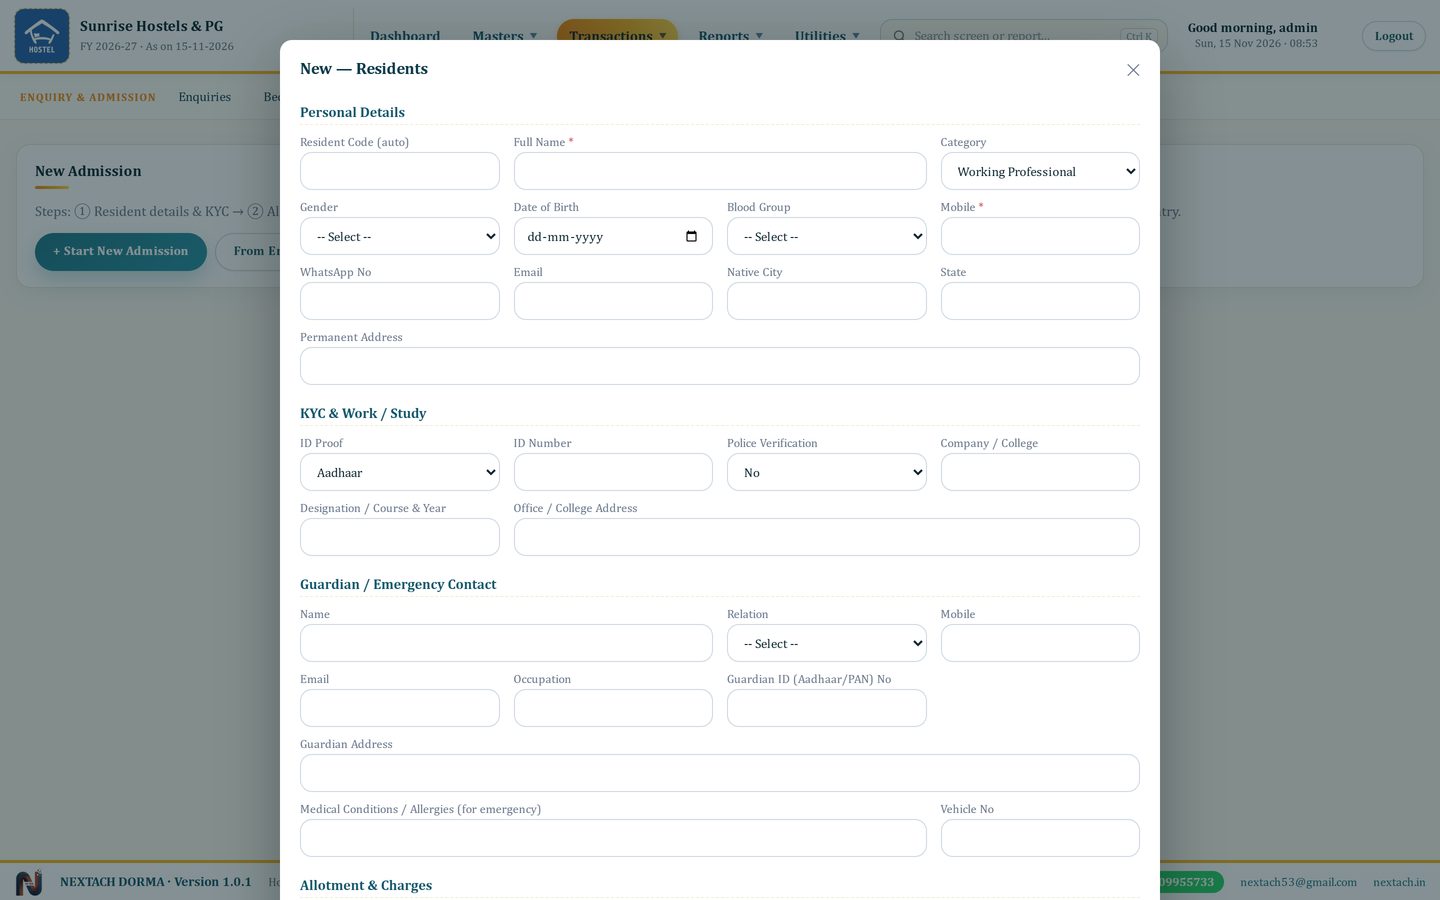 HOSTEL
Sunrise Hostels & PG
FY 2026-27 · As on 15-11-2026
Dashboard
Masters ▼
Transactions ▼
Reports ▼
Utilities ▼
Search screen or report...
Ctrl K
Good morning, admin
Sun, 15 Nov 2026 · 08:53
Logout
ENQUIRY & ADMISSION
Enquiries
New Admission
Steps: ① Resident details & KYC → ②
+ Start New Admission
From
New — Residents
Personal Details
Resident Code (auto)
Full Name *
Category
Working Professional
Gender
Date of Birth
Blood Group
Mobile *
-- Select --
dd-mm-yyyy
-- Select --
WhatsApp No
Email
Native City
State
Permanent Address
KYC & Work / Study
ID Proof
ID Number
Police Verification
Company / College
Aadhaar
No
Designation / Course & Year
Office / College Address
Guardian / Emergency Contact
Name
Relation
Mobile
-- Select --
Email
Occupation
Guardian ID (Aadhaar/PAN) No
Guardian Address
Medical Conditions / Allergies (for emergency)
Vehicle No
Allotment & Charges
N
NEXTACH DORMA · Version 1.0.1
09955733
nextach53@gmail.com
nextach.in